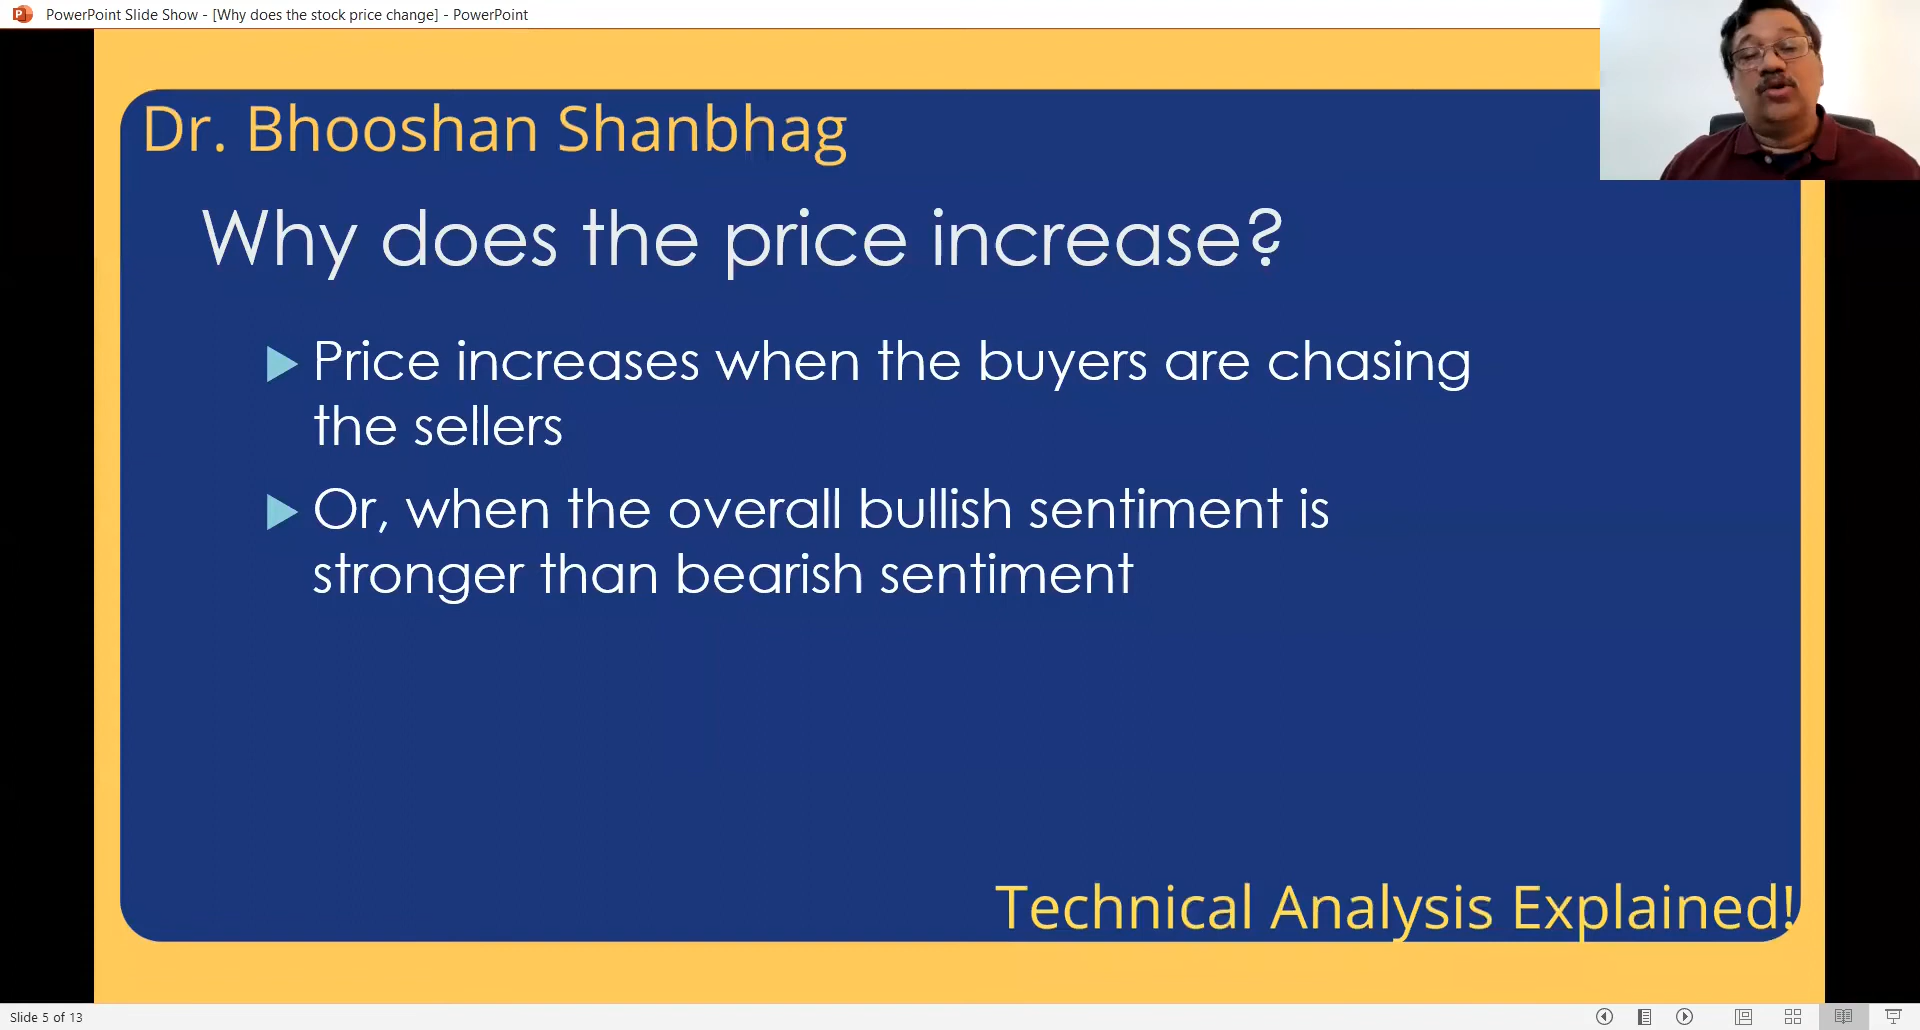 PowerPoint Slide Show - [Why does the stock price change] - PowerPoint
Dr. Bhooshan Shanbhag
Why does the price increase?
Price increases when the buyers are chasing
the sellers
Or, when the overall bullish sentiment is
stronger than bearish sentiment
Technical Analysis Explained!
Slide 5 of 13